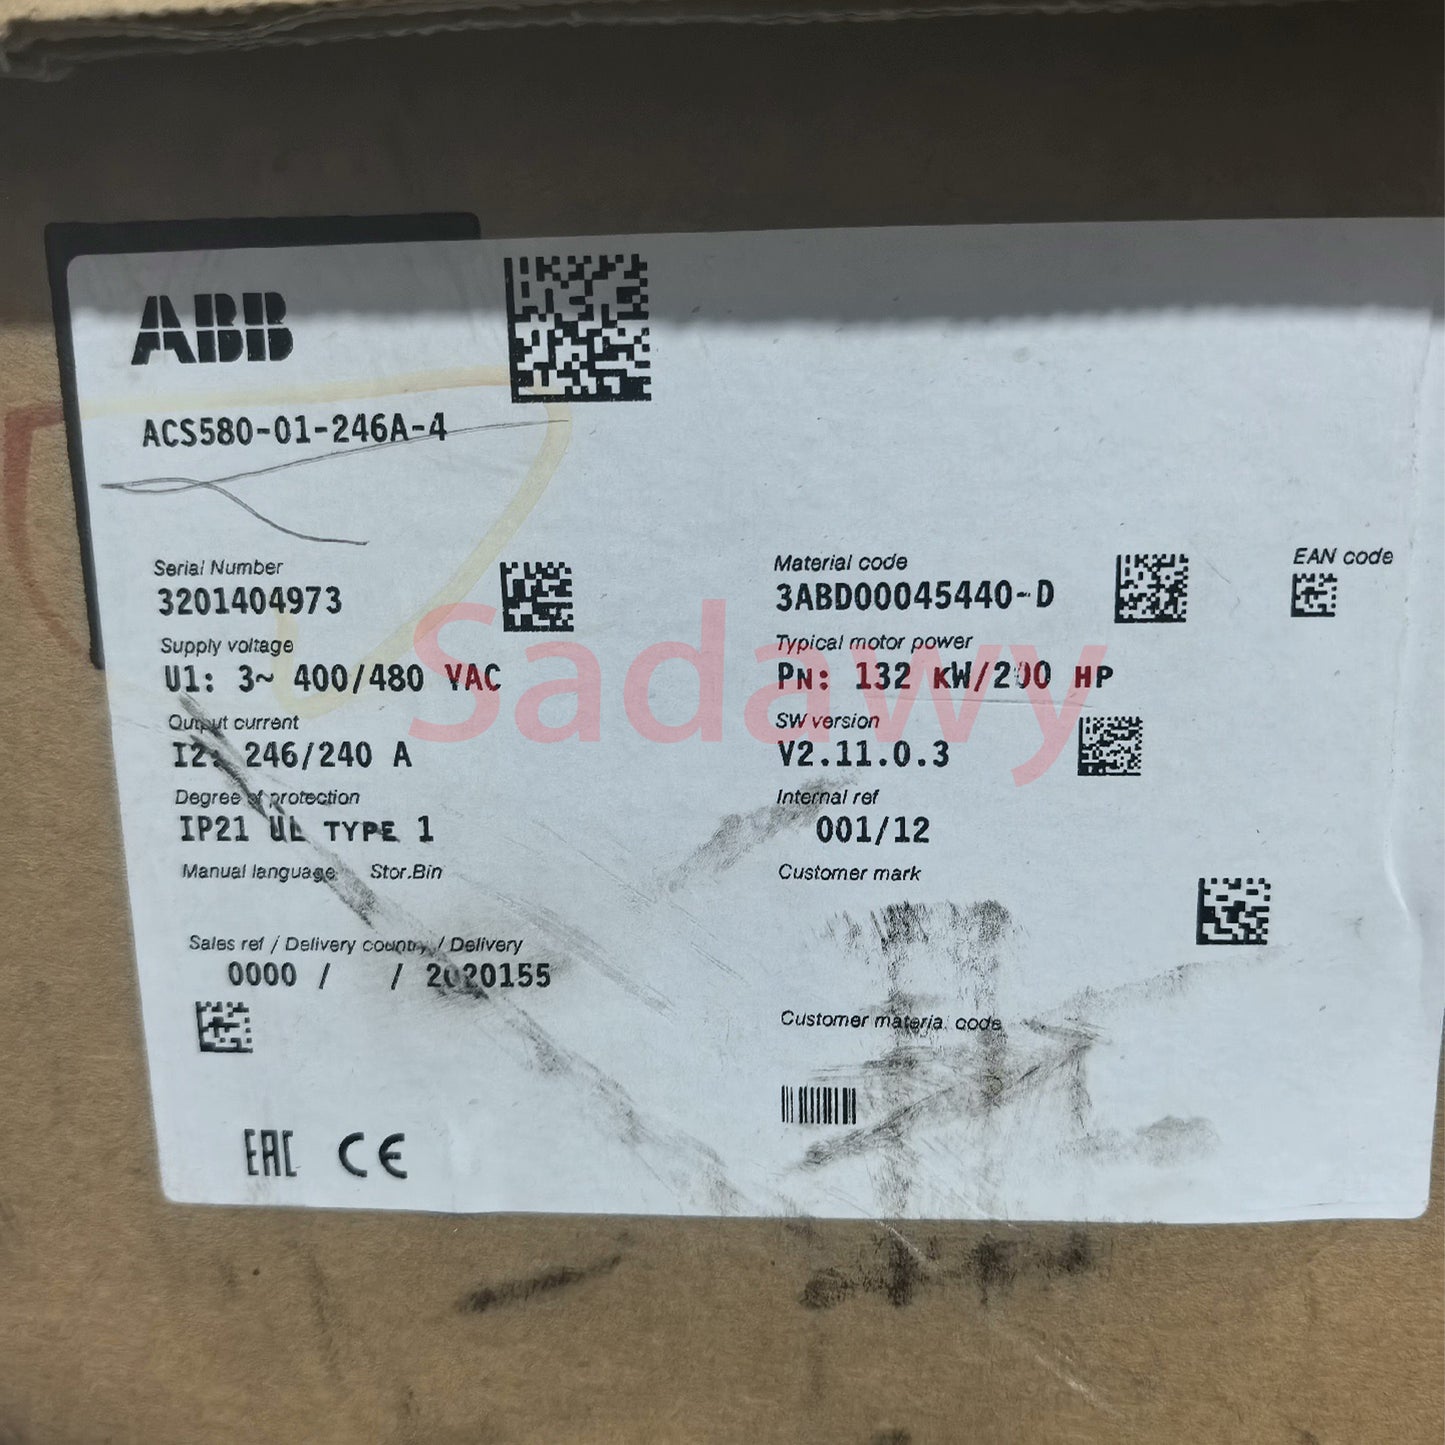 ABB
ACS580-01-246A-4
Serial Number
3201404973
Supply voltage
U1: 3~ 400/480 VAC
Output current
I2: 246/240 A
Degree of protection
IP21 UL TYPE 1
Manual language Stor.Bin
Sales ref / Delivery country / Delivery
0000 / / 2020155
EAC CE
Material code
3ABD00045440-D
EAN code
Typical motor power
PN: 132 kW/200 HP
SW version
V2.11.0.3
Internal ref
001/12
Customer mark
Customer material code
Sadawy